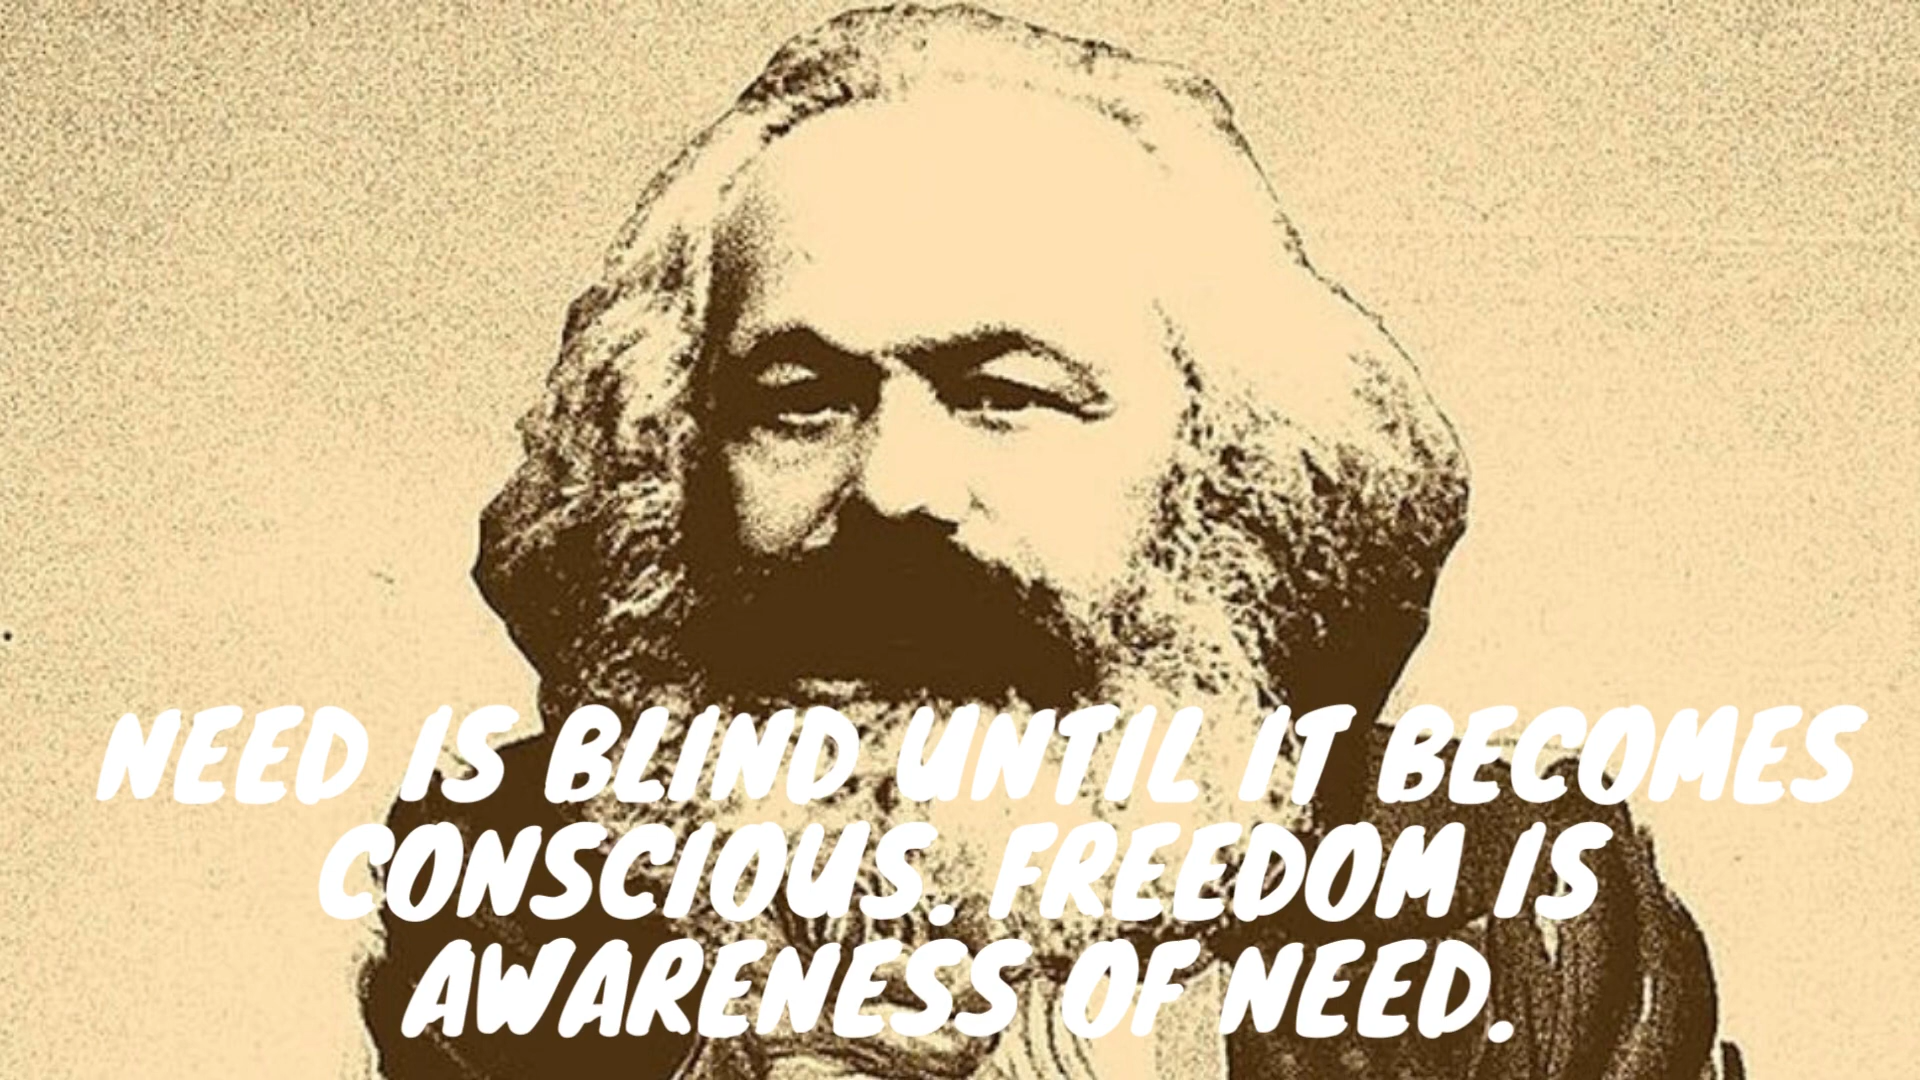 NEED IS BLIND UNTIL IT BECOMES
CONSCIOUS. FREEDOM IS
AWARENESS OF NEED.